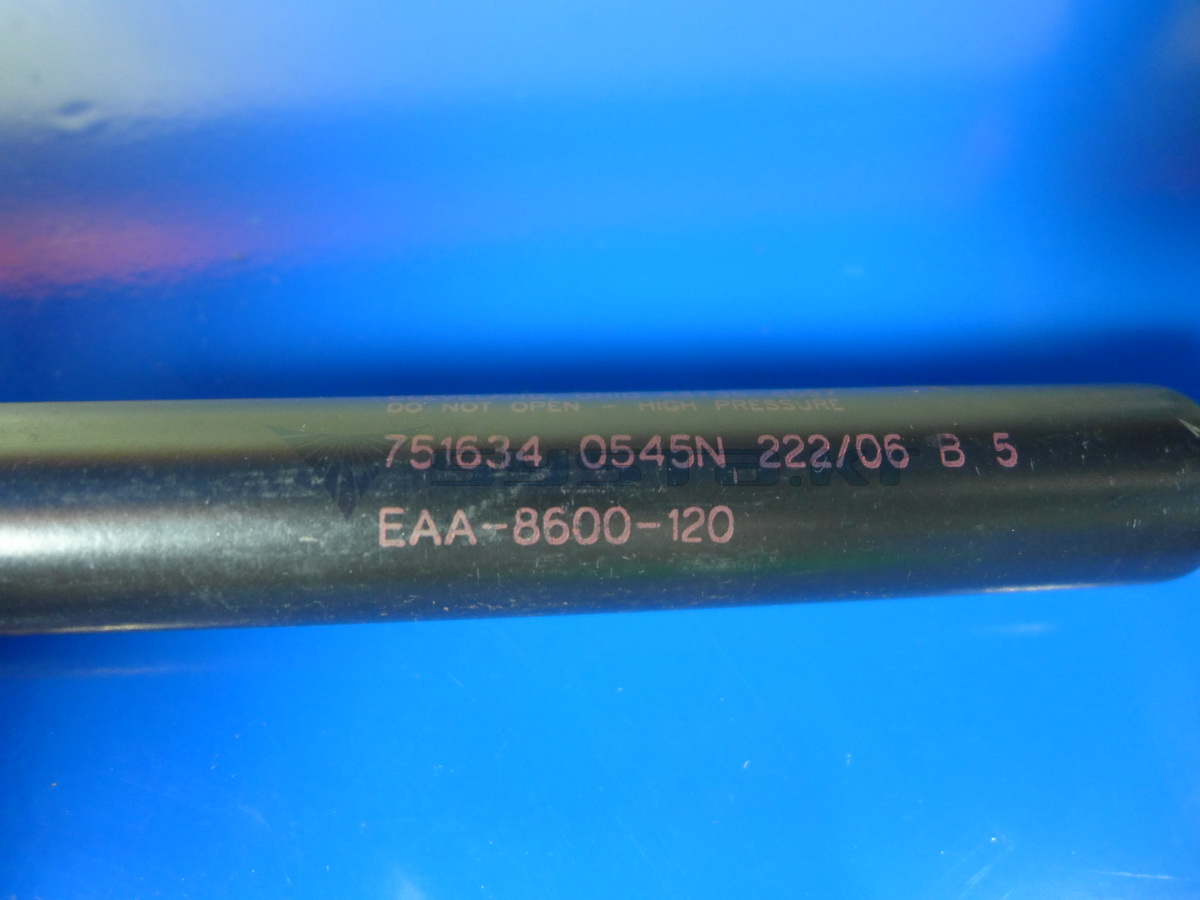 DO NOT OPEN - HIGH PRESSURE
751634 0545N 222/06 B 5
EAA-8600-120